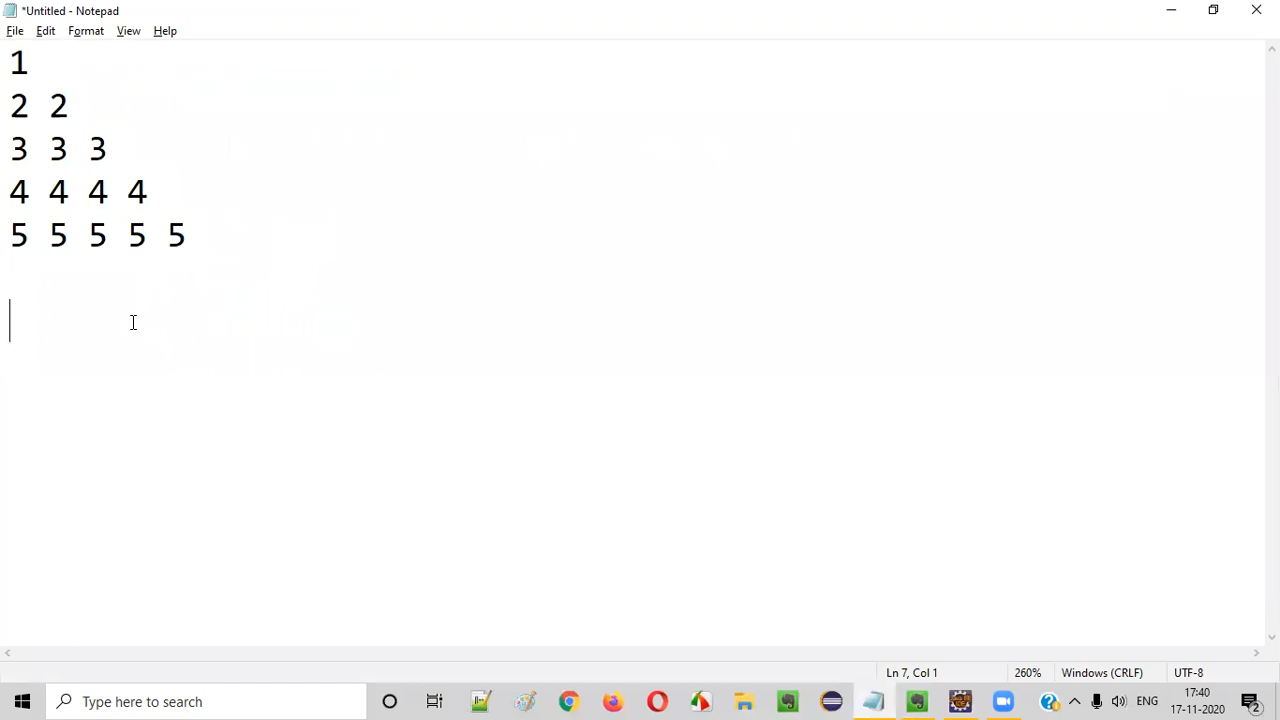 *Untitled - Notepad
File Edit Format View Help
1
2 2
3 3 3
4 4 4 4
5 5 5 5 5
Ln 7, Col 1 260% Windows (CRLF) UTF-8
Type here to search
ENG
17:40
17-11-2020
2